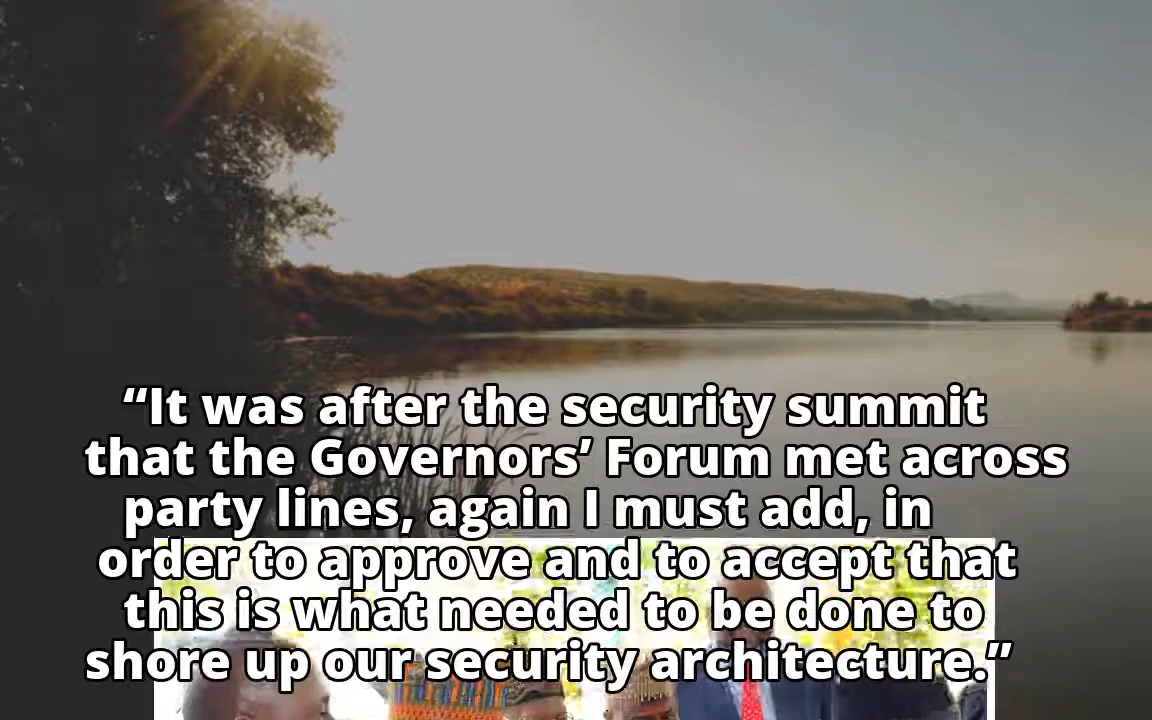 “It was after the security summit
that the Governors’ Forum met across
party lines, again I must add, in
order to approve and to accept that
this is what needed to be done to
shore up our security architecture.”